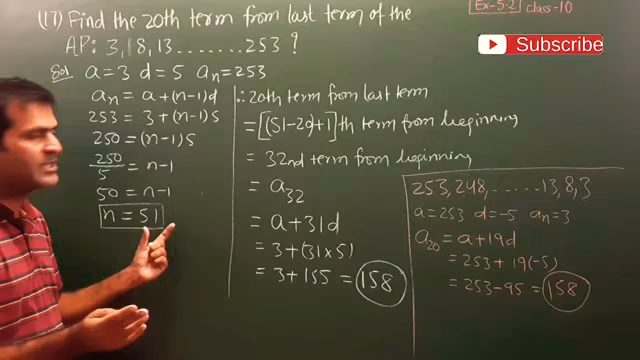 (17) Find the 20th term from last term of the
AP: 3,18,13.......253 ?
Sol a=3 d=5 an=253
an = a+(n-1)d
253 = 3+(n-1)5
250 = (n-1)5
250/5 = n-1
50 = n-1
n = 51
∴ 20th term from last term
= [(51-20)+1]th term from beginning
= 32nd term from beginning
= a32
= a+31d
= 3+(31×5)
= 3+155 = 158
Ex-5.2 class-10
Subscribe
253,248,......13,8,3
a=253 d=-5 an=3
a20 = a+19d
= 253+19(-5)
= 253-95 = 158